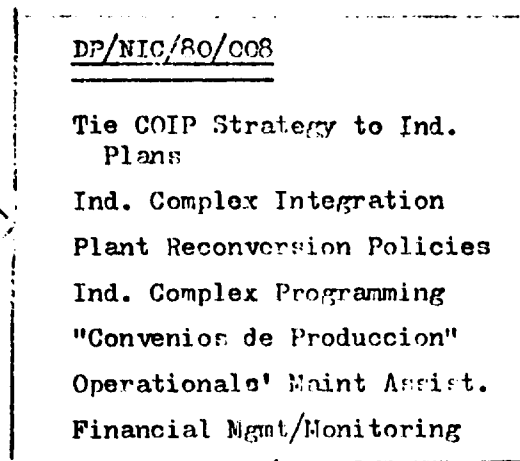 DP/NIC/80/008
Tie COIP Strategy to Ind.
Plans
Ind. Complex Integration
Plant Reconversion Policies
Ind. Complex Programming
"Convenios de Produccion"
Operationals' Maint Assist.
Financial Mgmt/Monitoring